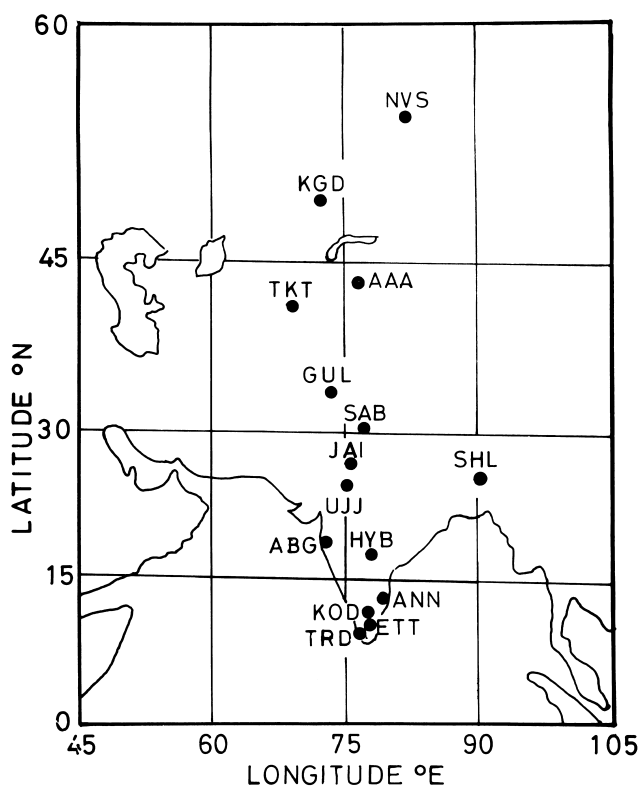 60
NVS
KGD
45
TKT
AAA
GUL
SAB
30
JAI
SHL
UJJ
ABG
HYB
15
ANN
KOD
ETT
TRD
0
45 60 75 90 105
LONGITUDE °E
LATITUDE °N